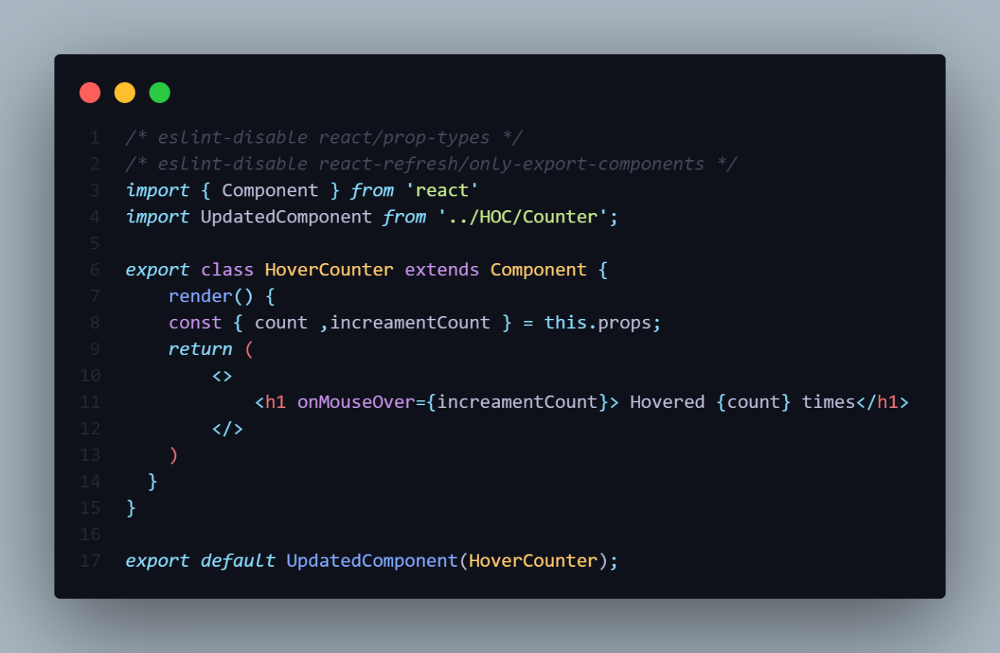 1 /* eslint-disable react/prop-types */
2 /* eslint-disable react-refresh/only-export-components */
3 import { Component } from 'react'
4 import UpdatedComponent from '../HOC/Counter';
5
6 export class HoverCounter extends Component {
7     render() {
8     const { count ,increamentCount } = this.props;
9     return (
10         <>
11             <h1 onMouseOver={increamentCount}> Hovered {count} times</h1>
12         </>
13     )
14   }
15 }
16
17 export default UpdatedComponent(HoverCounter);